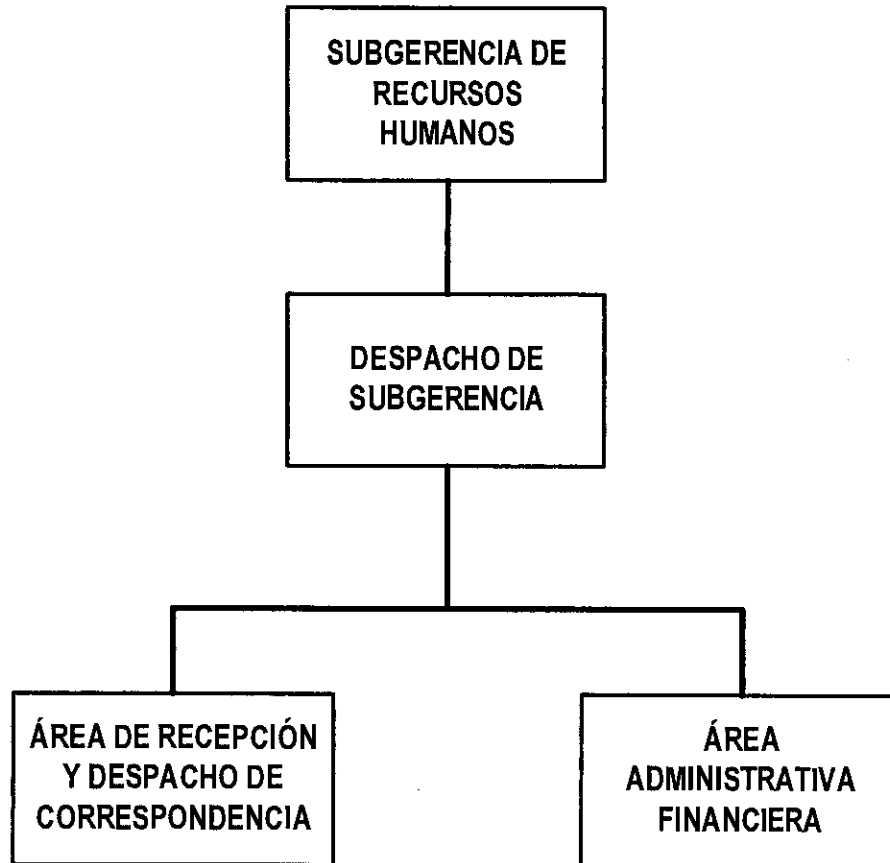 SUBGERENCIA DE
RECURSOS
HUMANOS
DESPACHO DE
SUBGERENCIA
ÁREA DE RECEPCIÓN
Y DESPACHO DE
CORRESPONDENCIA
ÁREA
ADMINISTRATIVA
FINANCIERA